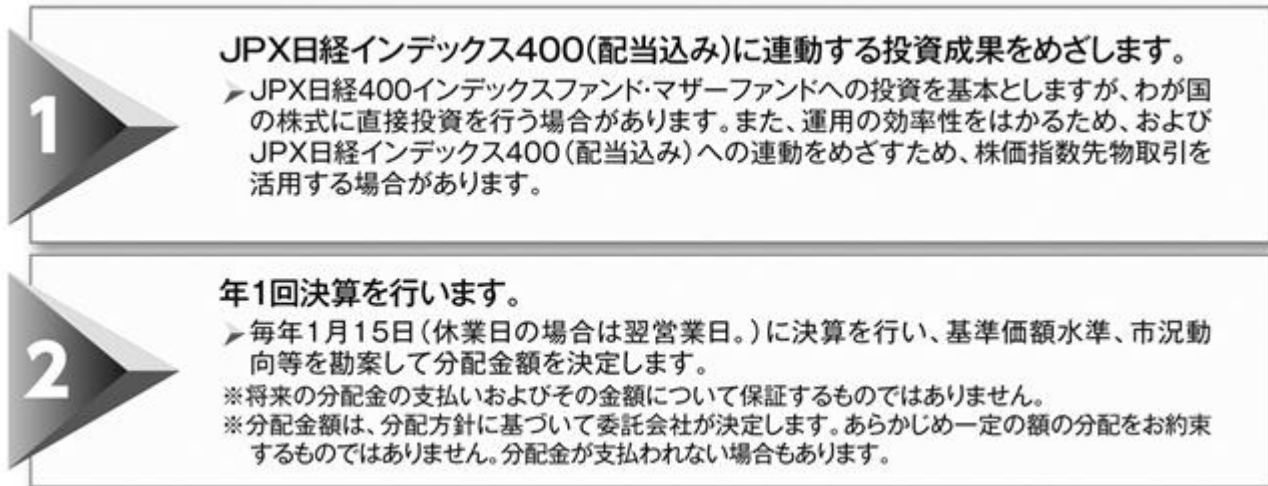 1
JPX日経インデックス400(配当込み)に連動する投資成果をめざします。
➤JPX日経400インデックスファンド・マザーファンドへの投資を基本としますが、わが国
の株式に直接投資を行う場合があります。また、運用の効率性をはかるため、および
JPX日経インデックス400(配当込み)への連動をめざすため、株価指数先物取引を
活用する場合があります。
2
年1回決算を行います。
➤毎年1月15日(休業日の場合は翌営業日。)に決算を行い、基準価額水準、市況動
向等を勘案して分配金額を決定します。
※将来の分配金の支払いおよびその金額について保証するものではありません。
※分配金額は、分配方針に基づいて委託会社が決定します。あらかじめ一定の額の分配をお約束
するものではありません。分配金が支払われない場合もあります。